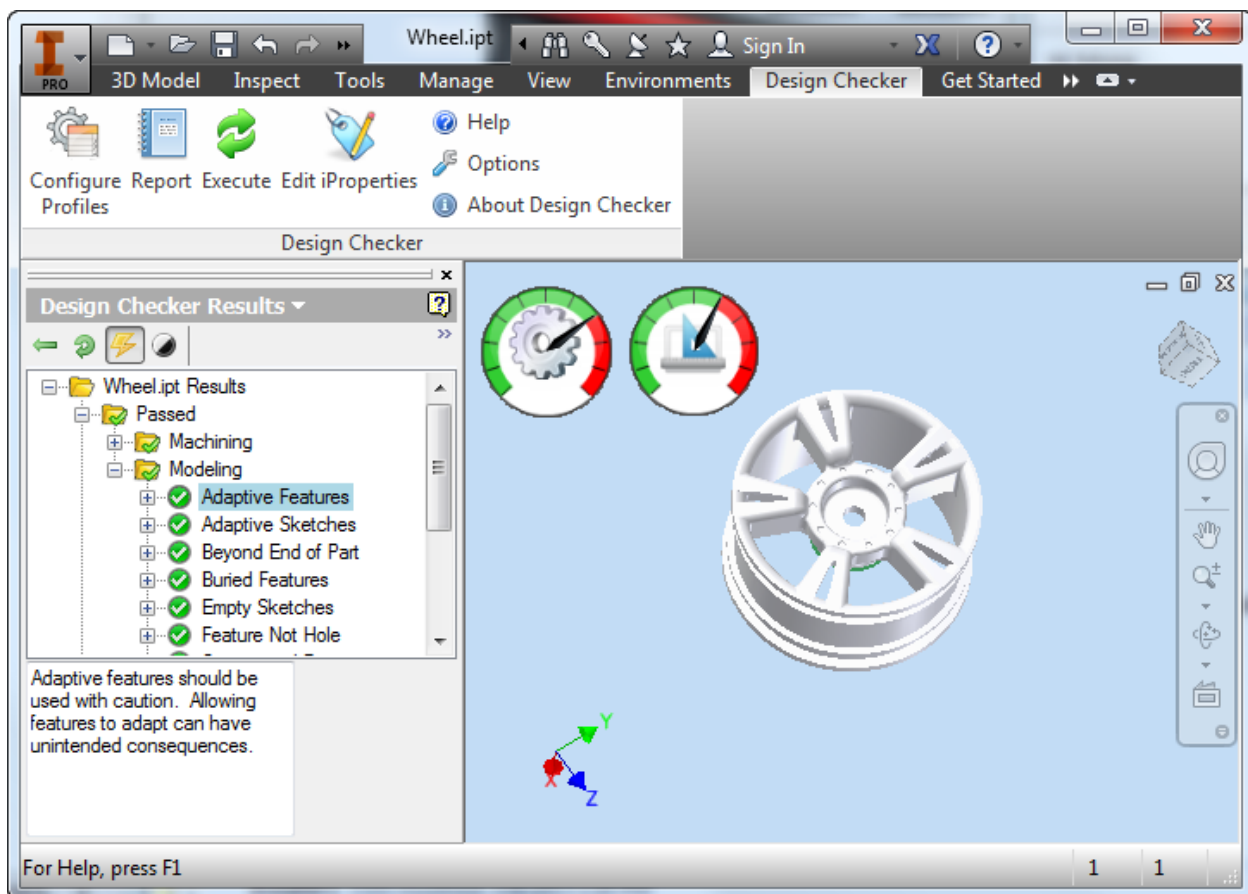 PRO
Wheel.ipt
Sign In
3D Model Inspect Tools Manage View Environments Design Checker Get Started
Configure Profiles
Report
Execute
Edit iProperties
Help
Options
About Design Checker
Design Checker
Design Checker Results
Wheel.ipt Results
Passed
Machining
Modeling
Adaptive Features
Adaptive Sketches
Beyond End of Part
Buried Features
Empty Sketches
Feature Not Hole
Adaptive features should be
used with caution. Allowing
features to adapt can have
unintended consequences.
Y
X
Z
For Help, press F1
1 1